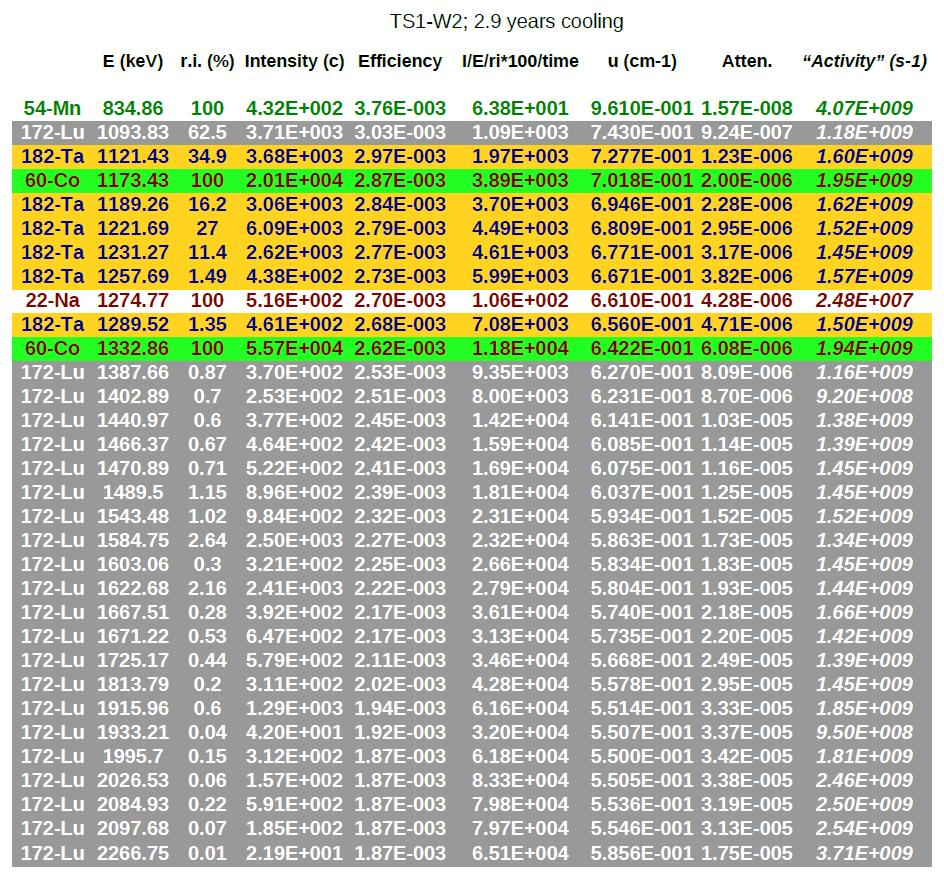 TS1-W2; 2.9 years cooling
E (keV) r.i. (%) Intensity (c) Efficiency I/E/ri*100/time u (cm-1) Atten. “Activity” (s-1)
54-Mn 834.86 100 4.32E+002 3.76E-003 6.38E+001 9.610E-001 1.57E-008 4.07E+009
172-Lu 1093.83 62.5 3.71E+003 3.03E-003 1.09E+003 7.430E-001 9.24E-007 1.18E+009
182-Ta 1121.43 34.9 3.68E+003 2.97E-003 1.97E+003 7.277E-001 1.23E-006 1.60E+009
60-Co 1173.43 100 2.01E+004 2.87E-003 3.89E+003 7.018E-001 2.00E-006 1.95E+009
182-Ta 1189.26 16.2 3.06E+003 2.84E-003 3.70E+003 6.946E-001 2.28E-006 1.62E+009
182-Ta 1221.69 27 6.09E+003 2.79E-003 4.49E+003 6.809E-001 2.95E-006 1.52E+009
182-Ta 1231.27 11.4 2.62E+003 2.77E-003 4.61E+003 6.771E-001 3.17E-006 1.45E+009
182-Ta 1257.69 1.49 4.38E+002 2.73E-003 5.99E+003 6.671E-001 3.82E-006 1.57E+009
22-Na 1274.77 100 5.16E+002 2.70E-003 1.06E+002 6.610E-001 4.28E-006 2.48E+007
182-Ta 1289.52 1.35 4.61E+002 2.68E-003 7.08E+003 6.560E-001 4.71E-006 1.50E+009
60-Co 1332.86 100 5.57E+004 2.62E-003 1.18E+004 6.422E-001 6.08E-006 1.94E+009
172-Lu 1387.66 0.87 3.70E+002 2.53E-003 9.35E+003 6.270E-001 8.09E-006 1.16E+009
172-Lu 1402.89 0.7 2.53E+002 2.51E-003 8.00E+003 6.231E-001 8.70E-006 9.20E+008
172-Lu 1440.97 0.6 3.77E+002 2.45E-003 1.42E+004 6.141E-001 1.03E-005 1.38E+009
172-Lu 1466.37 0.67 4.64E+002 2.42E-003 1.59E+004 6.085E-001 1.14E-005 1.39E+009
172-Lu 1470.89 0.71 5.22E+002 2.41E-003 1.69E+004 6.075E-001 1.16E-005 1.45E+009
172-Lu 1489.5 1.15 8.96E+002 2.39E-003 1.81E+004 6.037E-001 1.25E-005 1.45E+009
172-Lu 1543.48 1.02 9.84E+002 2.32E-003 2.31E+004 5.934E-001 1.52E-005 1.52E+009
172-Lu 1584.75 2.64 2.50E+003 2.27E-003 2.32E+004 5.863E-001 1.73E-005 1.34E+009
172-Lu 1603.06 0.3 3.21E+002 2.25E-003 2.66E+004 5.834E-001 1.83E-005 1.45E+009
172-Lu 1622.68 2.16 2.41E+003 2.22E-003 2.79E+004 5.804E-001 1.93E-005 1.44E+009
172-Lu 1667.51 0.28 3.92E+002 2.17E-003 3.61E+004 5.740E-001 2.18E-005 1.66E+009
172-Lu 1671.22 0.53 6.47E+002 2.17E-003 3.13E+004 5.735E-001 2.20E-005 1.42E+009
172-Lu 1725.17 0.44 5.79E+002 2.11E-003 3.46E+004 5.668E-001 2.49E-005 1.39E+009
172-Lu 1813.79 0.2 3.11E+002 2.02E-003 4.28E+004 5.578E-001 2.95E-005 1.45E+009
172-Lu 1915.96 0.6 1.29E+003 1.94E-003 6.16E+004 5.514E-001 3.33E-005 1.85E+009
172-Lu 1933.21 0.04 4.20E+001 1.92E-003 3.20E+004 5.507E-001 3.37E-005 9.50E+008
172-Lu 1995.7 0.15 3.12E+002 1.87E-003 6.18E+004 5.500E-001 3.42E-005 1.81E+009
172-Lu 2026.53 0.06 1.57E+002 1.87E-003 8.33E+004 5.505E-001 3.38E-005 2.46E+009
172-Lu 2084.93 0.22 5.91E+002 1.87E-003 7.98E+004 5.536E-001 3.19E-005 2.50E+009
172-Lu 2097.68 0.07 1.85E+002 1.87E-003 7.97E+004 5.546E-001 3.13E-005 2.54E+009
172-Lu 2266.75 0.01 2.19E+001 1.87E-003 6.51E+004 5.856E-001 1.75E-005 3.71E+009